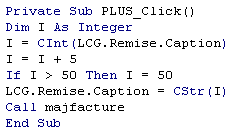 Private Sub PLUS_Click()
Dim I As Integer
I = CInt(LCG.Remise.Caption)
I = I + 5
If I > 50 Then I = 50
LCG.Remise.Caption = CStr(I)
Call majfacture
End Sub